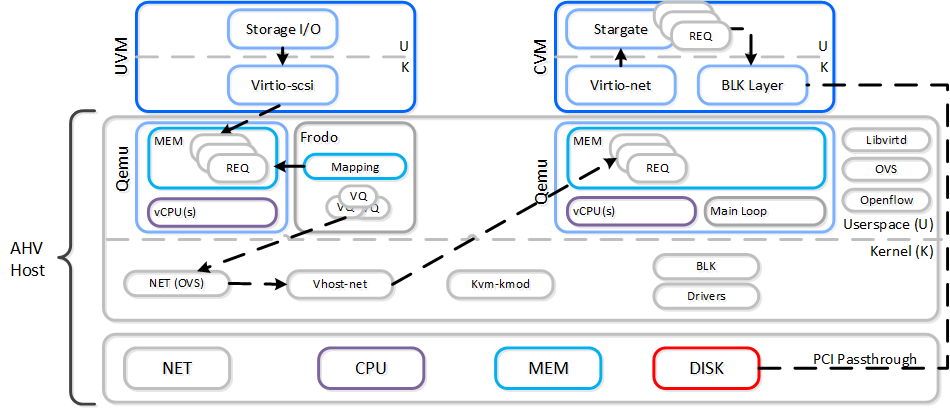 UVM
Storage I/O
U
K
Virtio-scsi
CVM
Stargate
REQ
U
K
Virtio-net
BLK Layer
AHV
Host
Qemu
MEM
REQ
vCPU(s)
Frodo
Mapping
VQ
VQ
VQ
Qemu
MEM
REQ
vCPU(s)
Main Loop
Libvirtd
OVS
Openflow
Userspace (U)
Kernel (K)
NET (OVS)
Vhost-net
Kvm-kmod
BLK
Drivers
NET
CPU
MEM
DISK
PCI Passthrough